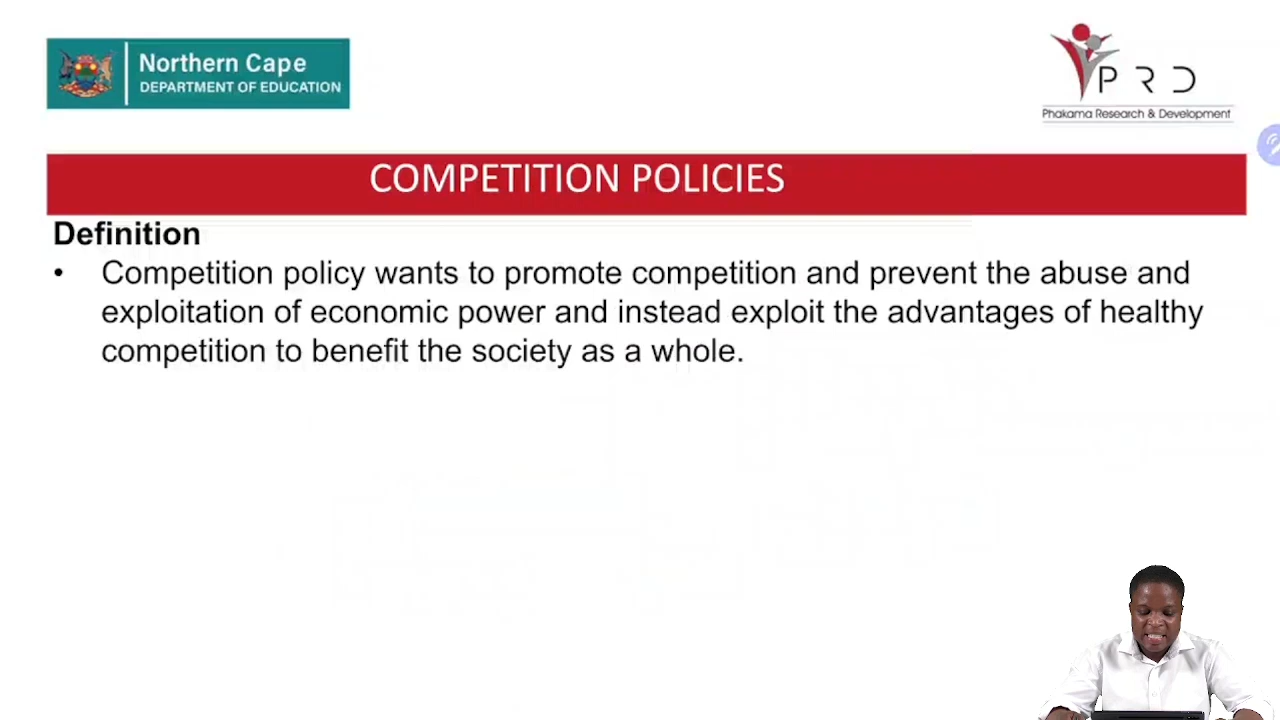 Northern Cape
DEPARTMENT OF EDUCATION
PRD
Phakama Research & Development
COMPETITION POLICIES
Definition
• Competition policy wants to promote competition and prevent the abuse and
exploitation of economic power and instead exploit the advantages of healthy
competition to benefit the society as a whole.